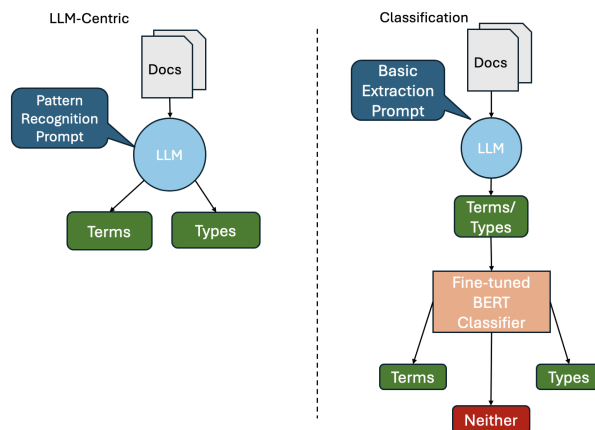 LLM-Centric
Docs
Pattern
Recognition
Prompt
LLM
Terms
Types
Classification
Docs
Basic
Extraction
Prompt
LLM
Terms/
Types
Fine-tuned
BERT
Classifier
Terms
Types
Neither